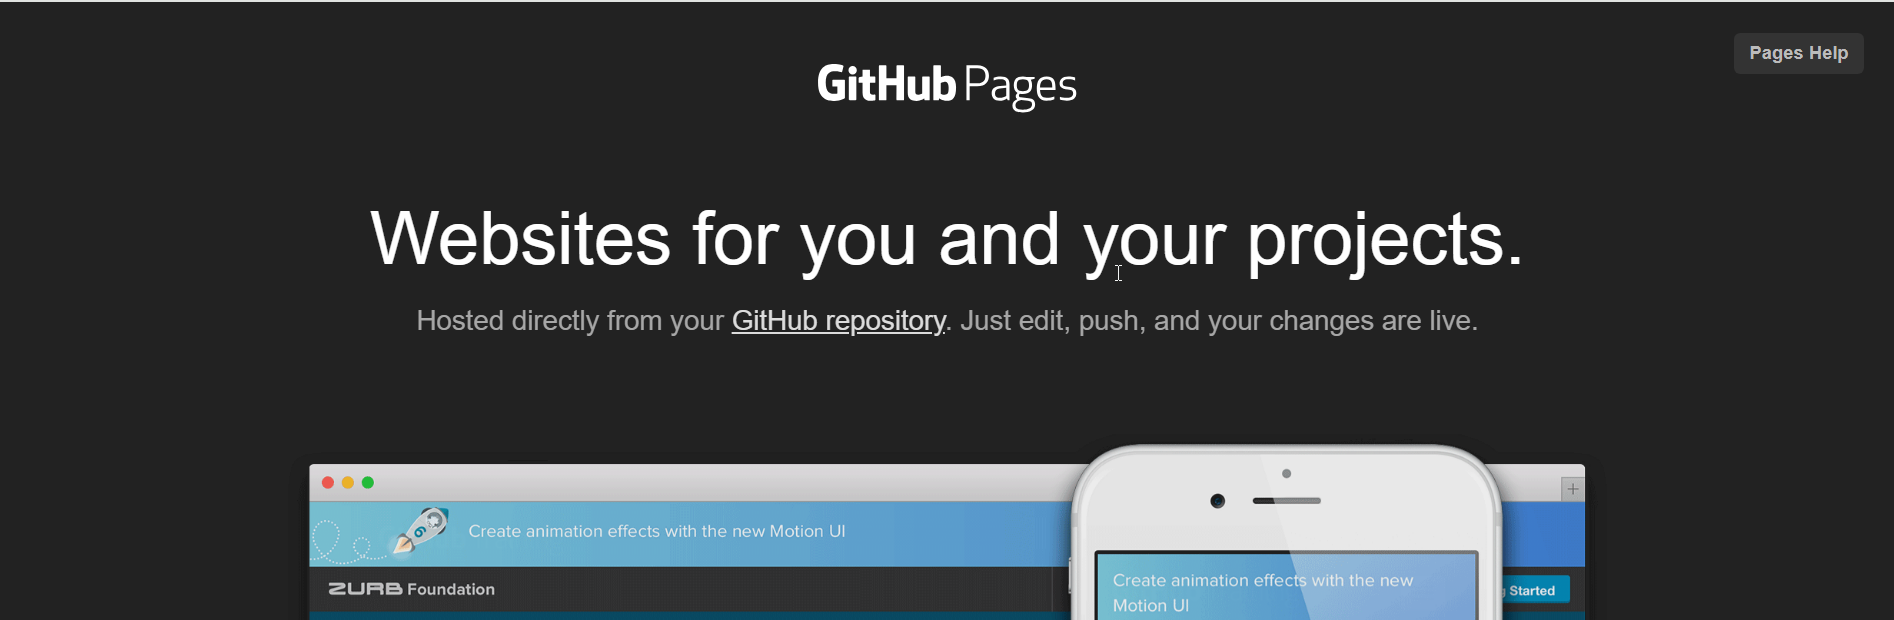 Pages Help
GitHub Pages
Websites for you and your projects.
Hosted directly from your GitHub repository. Just edit, push, and your changes are live.
Create animation effects with the new Motion UI
ZURB Foundation
Create animation effects with the new
Motion UI
Started